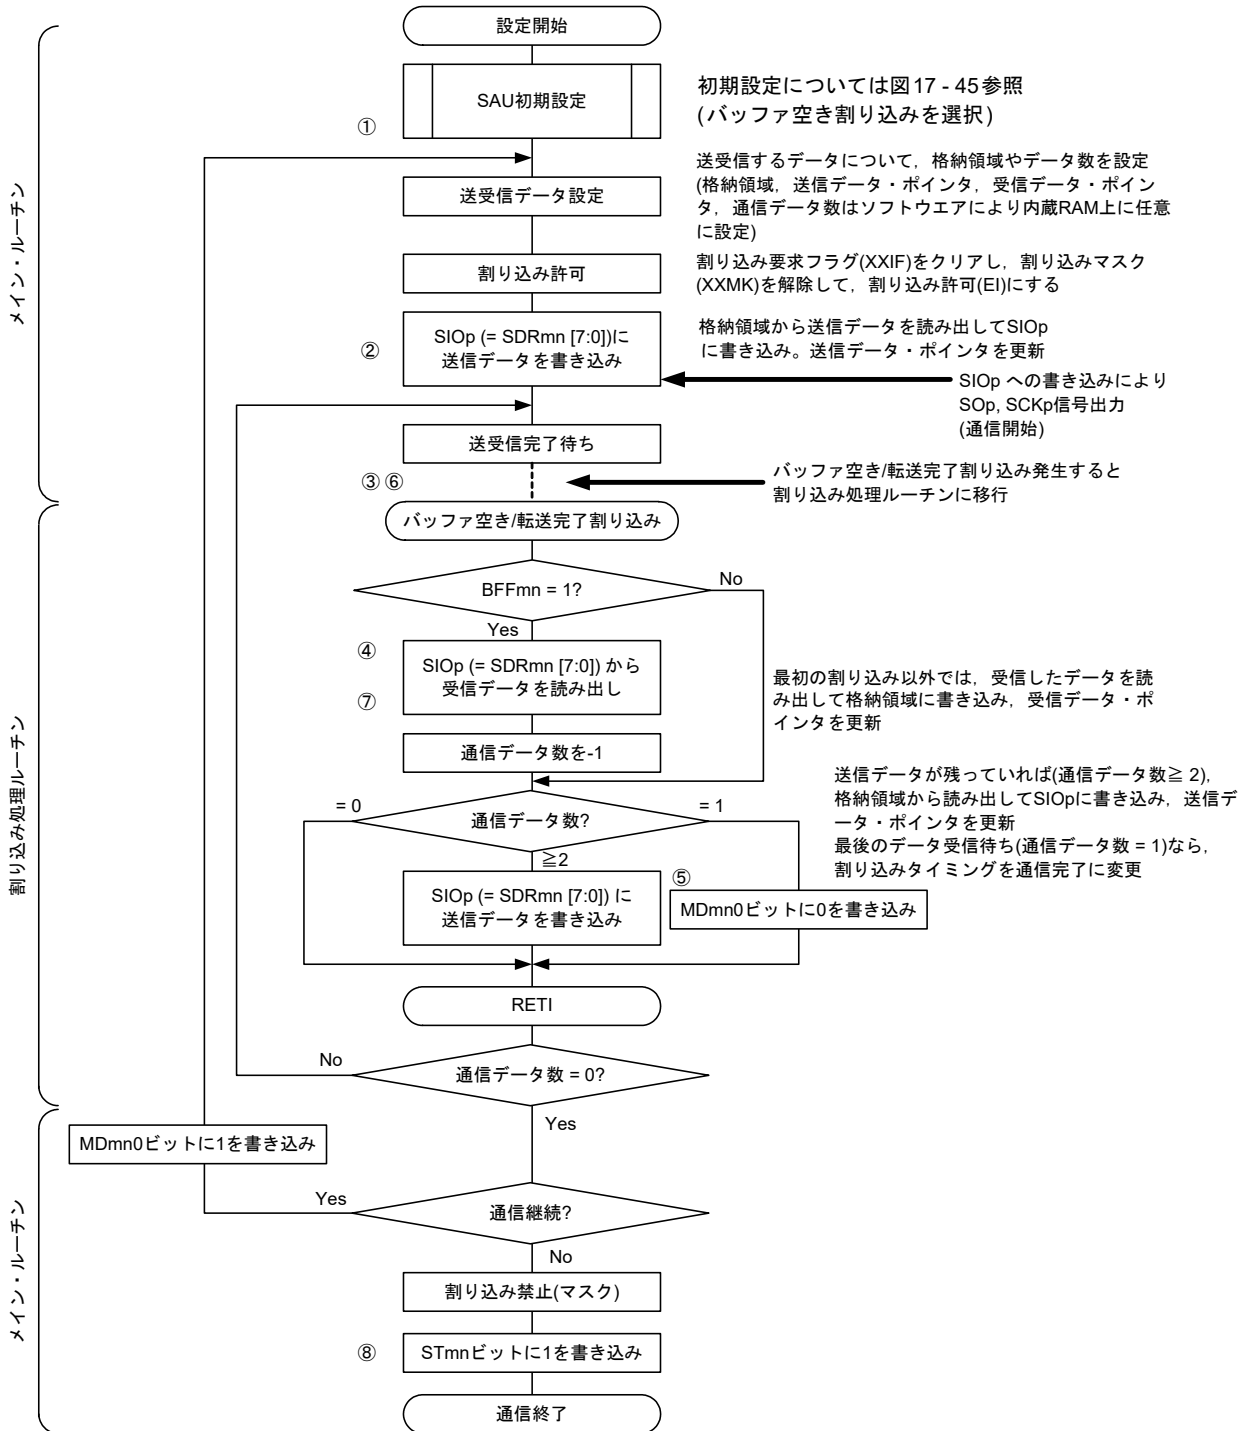 設定開始
SAU初期設定
初期設定については図17 - 45参照
(バッファ空き割り込みを選択)
①
メイン・ルーチン
送受信データ設定
送受信するデータについて，格納領域やデータ数を設定
(格納領域，送信データ・ポインタ，受信データ・ポイン
タ，通信データ数はソフトウエアにより内蔵RAM上に任意
に設定)
割り込み許可
割り込み要求フラグ(XXIF)をクリアし，割り込みマスク
(XXMK)を解除して，割り込み許可(EI)にする
②
SIOp (= SDRmn [7:0])に
送信データを書き込み
格納領域から送信データを読み出してSIOp
に書き込み。送信データ・ポインタを更新
SIOp への書き込みにより
SOp, SCKp信号出力
(通信開始)
送受信完了待ち
③ ⑥
バッファ空き/転送完了割り込み発生すると
割り込み処理ルーチンに移行
バッファ空き/転送完了割り込み
割り込み処理ルーチン
BFFmn = 1?
No
Yes
④
SIOp (= SDRmn [7:0]) から
受信データを読み出し
⑦
最初の割り込み以外では，受信したデータを読
み出して格納領域に書き込み，受信データ・ポ
インタを更新
通信データ数を-1
= 0
通信データ数?
= 1
≧2
送信データが残っていれば(通信データ数≧ 2),
格納領域から読み出してSIOpに書き込み，送信デ
ータ・ポインタを更新
最後のデータ受信待ち(通信データ数 = 1)なら，
割り込みタイミングを通信完了に変更
SIOp (= SDRmn [7:0]) に
送信データを書き込み
⑤
MDmn0ビットに0を書き込み
RETI
No
通信データ数 = 0?
Yes
MDmn0ビットに1を書き込み
メイン・ルーチン
Yes
通信継続?
No
割り込み禁止(マスク)
⑧
STmnビットに1を書き込み
通信終了